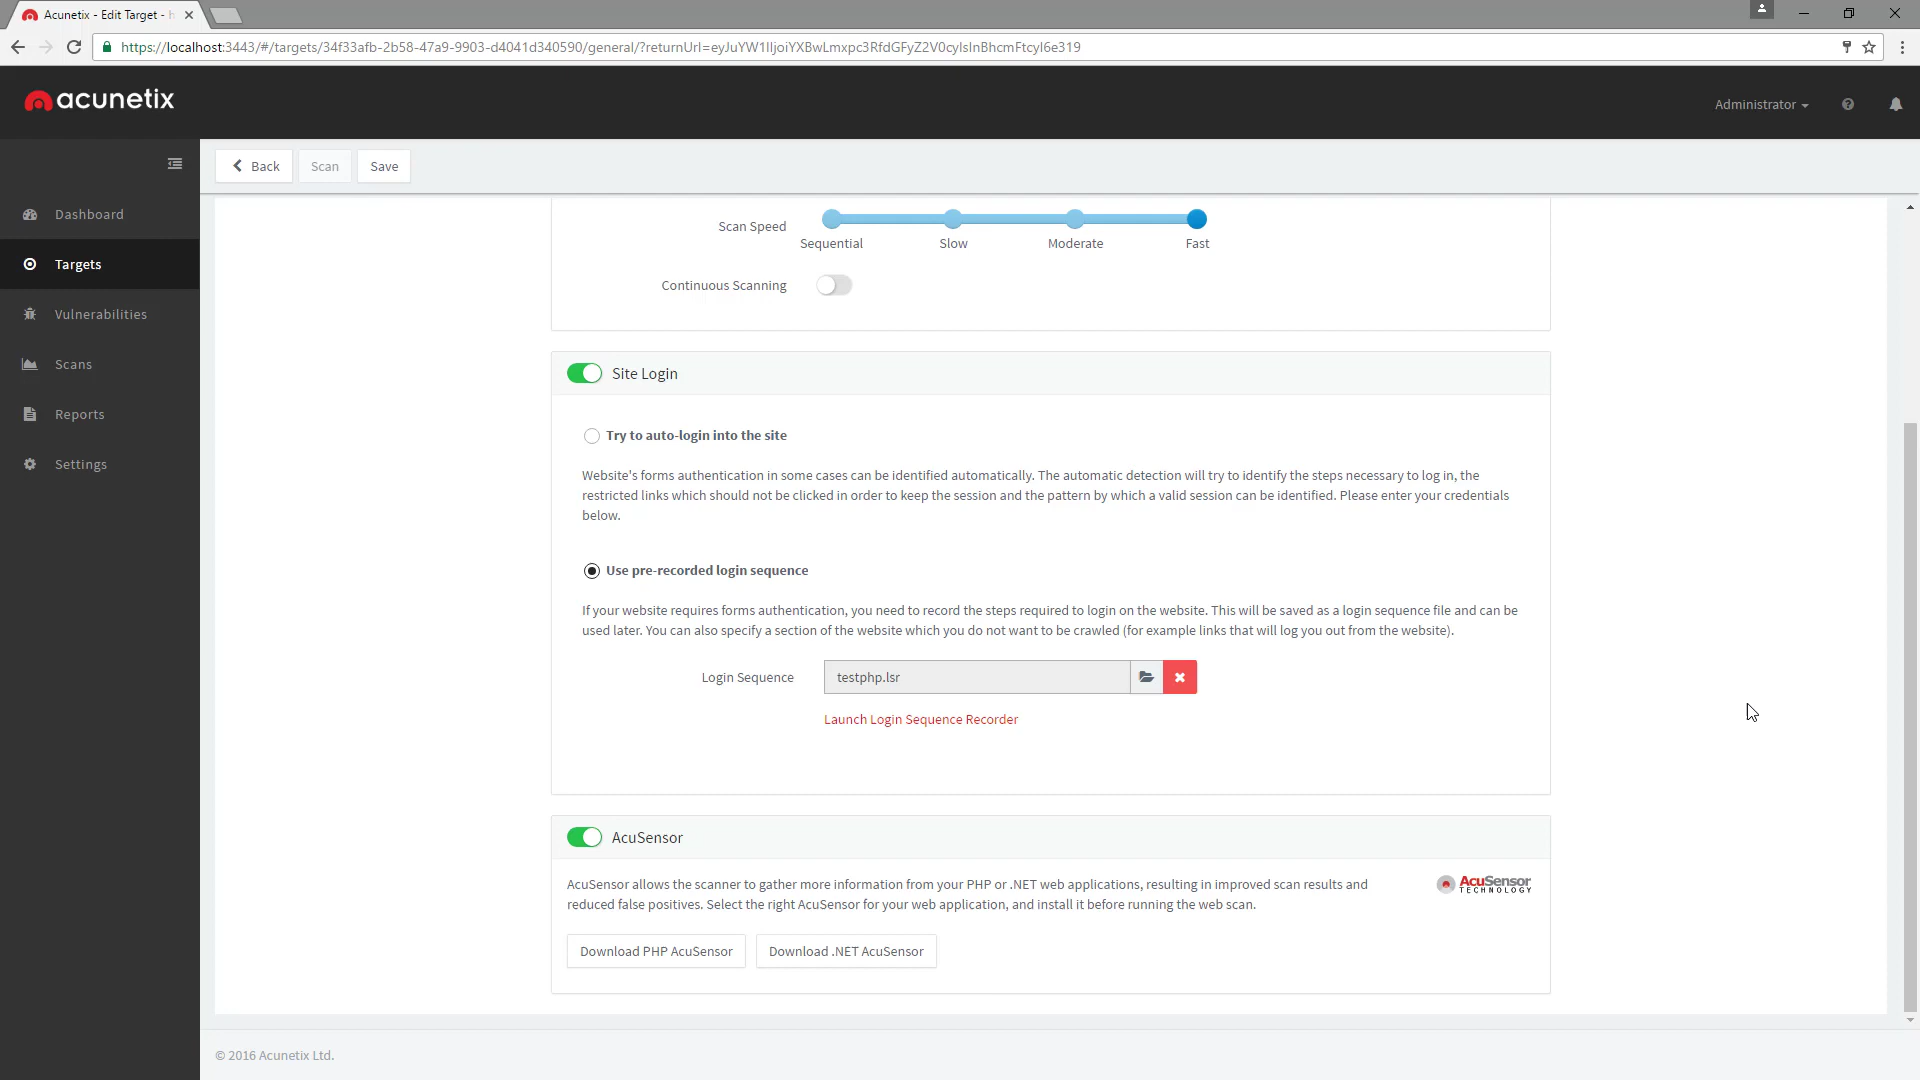 Acunetix - Edit Target - h
https://localhost:3443/#/targets/34f33afb-2b58-47a9-9903-d4041d340590/general/?returnUrl=eyJuYW1lIjoiYXBwLmxpc3RfdGFyZ2V0cyIsInBhcmFtcyI6e319
acunetix
Administrator
Back
Scan
Save
Dashboard
Targets
Vulnerabilities
Scans
Reports
Settings
Scan Speed
Sequential
Slow
Moderate
Fast
Continuous Scanning
Site Login
Try to auto-login into the site
Website's forms authentication in some cases can be identified automatically. The automatic detection will try to identify the steps necessary to log in, the
restricted links which should not be clicked in order to keep the session and the pattern by which a valid session can be identified. Please enter your credentials
below.
Use pre-recorded login sequence
If your website requires forms authentication, you need to record the steps required to login on the website. This will be saved as a login sequence file and can be
used later. You can also specify a section of the website which you do not want to be crawled (for example links that will log you out from the website).
Login Sequence
testphp.lsr
Launch Login Sequence Recorder
AcuSensor
AcuSensor allows the scanner to gather more information from your PHP or .NET web applications, resulting in improved scan results and
reduced false positives. Select the right AcuSensor for your web application, and install it before running the web scan.
AcuSensor
TECHNOLOGY
Download PHP AcuSensor
Download .NET AcuSensor
© 2016 Acunetix Ltd.